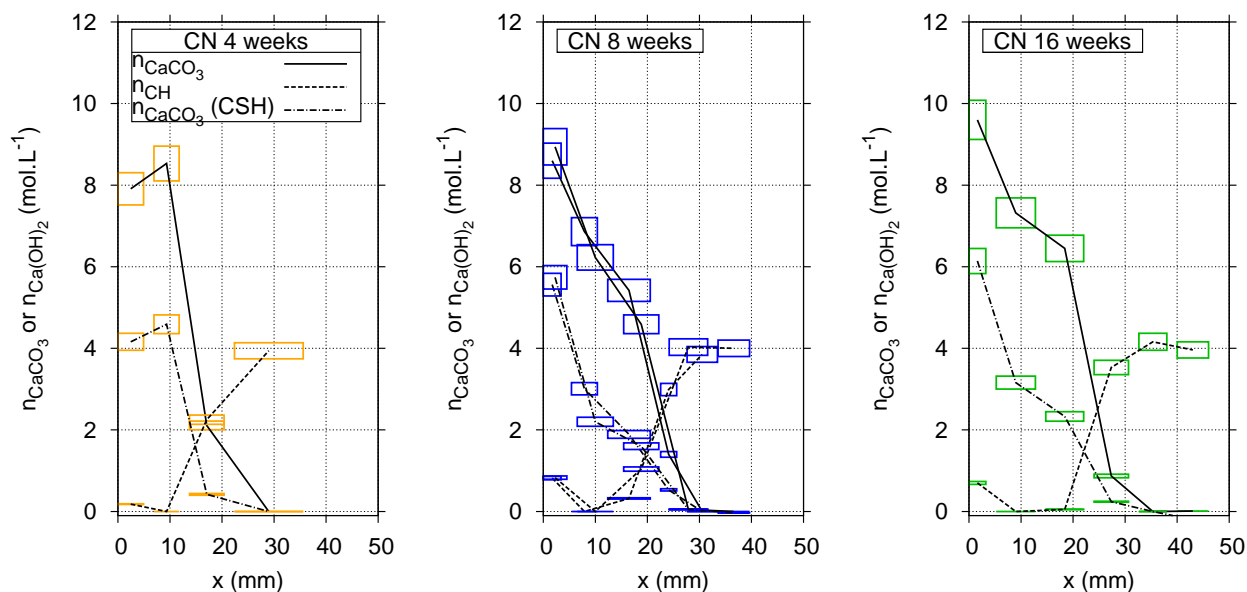 CN 4 weeks
n_CaCO₃
n_CH
n_CaCO₃ (CSH)
n_CaCO₃ or n_Ca(OH)₂ (mol.L⁻¹)
12
10
8
6
4
2
0
0 10 20 30 40 50
x (mm)
CN 8 weeks
n_CaCO₃ or n_Ca(OH)₂ (mol.L⁻¹)
12
10
8
6
4
2
0
0 10 20 30 40 50
x (mm)
CN 16 weeks
n_CaCO₃ or n_Ca(OH)₂ (mol.L⁻¹)
12
10
8
6
4
2
0
0 10 20 30 40 50
x (mm)